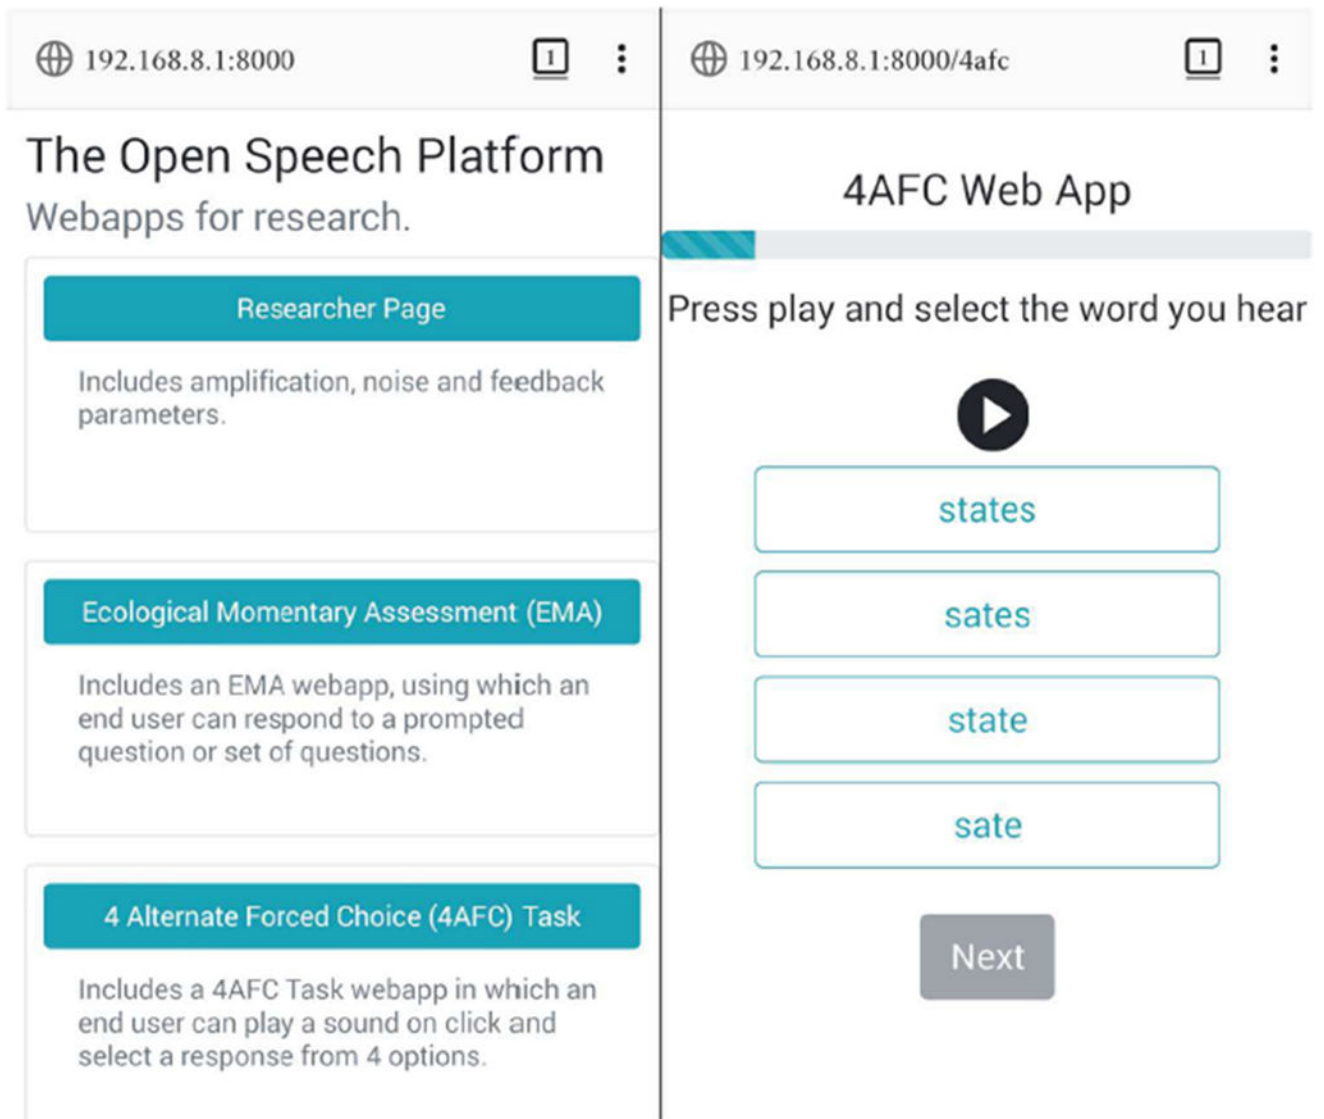 192.168.8.1:8000
1
The Open Speech Platform
Webapps for research.
Researcher Page
Includes amplification, noise and feedback
parameters.
Ecological Momentary Assessment (EMA)
Includes an EMA webapp, using which an
end user can respond to a prompted
question or set of questions.
4 Alternate Forced Choice (4AFC) Task
Includes a 4AFC Task webapp in which an
end user can play a sound on click and
select a response from 4 options.
192.168.8.1:8000/4afc
1
4AFC Web App
Press play and select the word you hear
states
sates
state
sate
Next